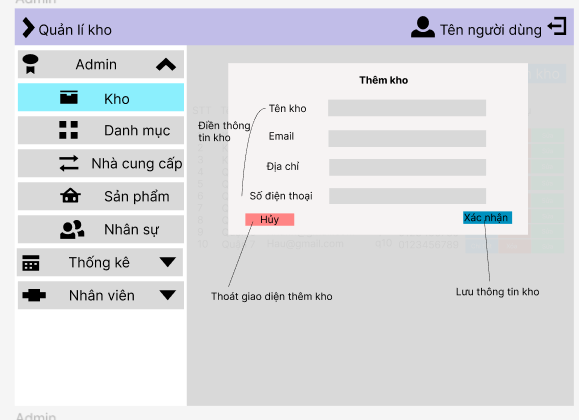 Admin
Quản lí kho
Tên người dùng
Admin
Kho
Danh mục
Nhà cung cấp
Sản phẩm
Nhân sự
Thống kê
Nhân viên
Thêm kho
Điền thông
tin kho
Tên kho
Email
Địa chỉ
Số điện thoại
Hủy
Xác nhận
Thoát giao diện thêm kho
Lưu thông tin kho
Admin